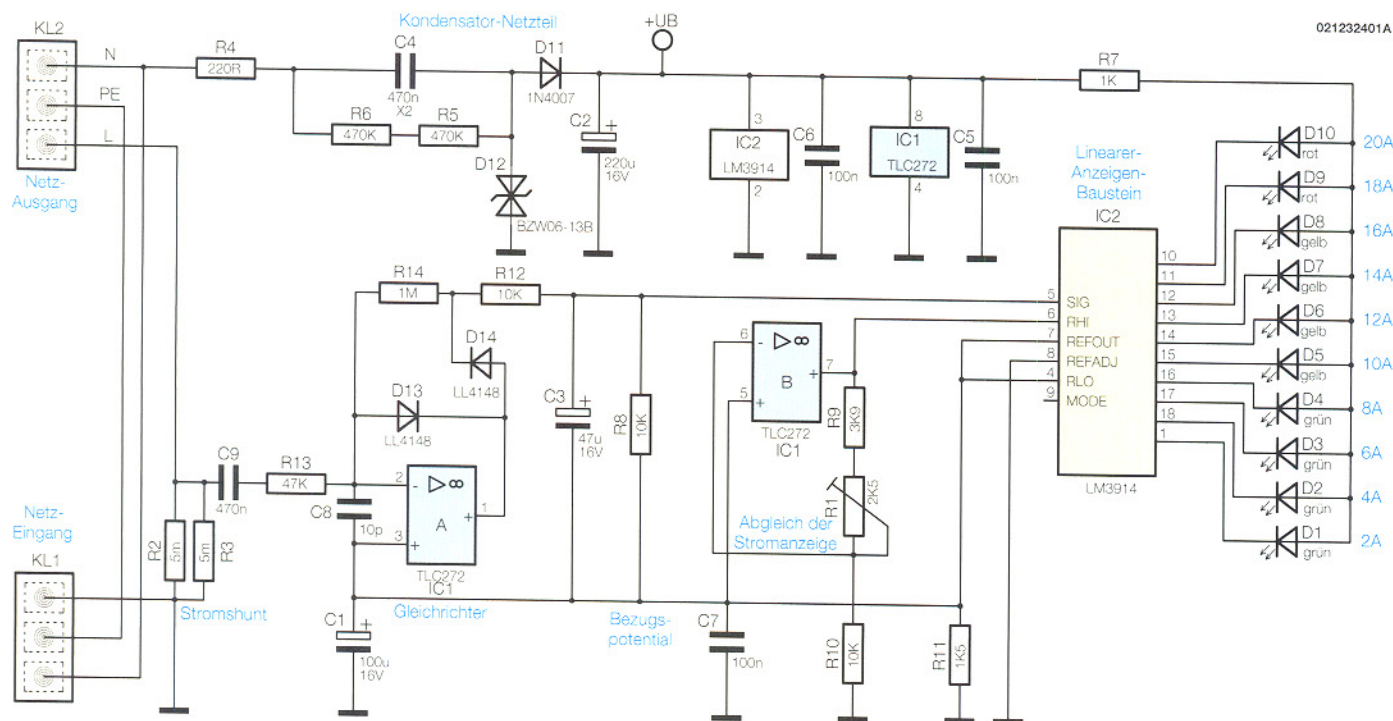 KL2
Kondensator-Netzteil
+UB
021232401A
N
R4
220R
C4
470n
X2
D11
1N4007
R7
1K
PE
R6
470K
R5
470K
C2
+
220u
16V
3
IC2
LM3914
2
C6
100n
8
IC1
TLC272
4
C5
100n
L
D12
BZW06-13B
Netz-
Ausgang
Linearer-
Anzeigen-
Baustein
IC2
D10
rot
20A
D9
rot
18A
D8
gelb
16A
D7
gelb
14A
D6
gelb
12A
D5
gelb
10A
D4
grün
8A
D3
grün
6A
D2
grün
4A
D1
grün
2A
10
11
12
13
14
15
16
17
18
1
5 SIG
6 RHI
7 REFOUT
8 REFADJ
4 RLO
9 MODE
LM3914
R14
1M
R12
10K
D14
LL4148
D13
LL4148
C3
+
47u
16V
R8
10K
6
-
▷∞
B
7
+
5
+
TLC272
IC1
R9
3K9
R1
2K5
Abgleich der
Stromanzeige
C9
470n
R13
47K
2
-
▷∞
C8
10p
A
1
+
3
+
TLC272
IC1
Netz-
Eingang
KL1
R2
5m
5m
R3
Stromshunt
Gleichrichter
Bezugs-
potential
C1
+
100u
16V
C7
100n
R10
10K
R11
1K5